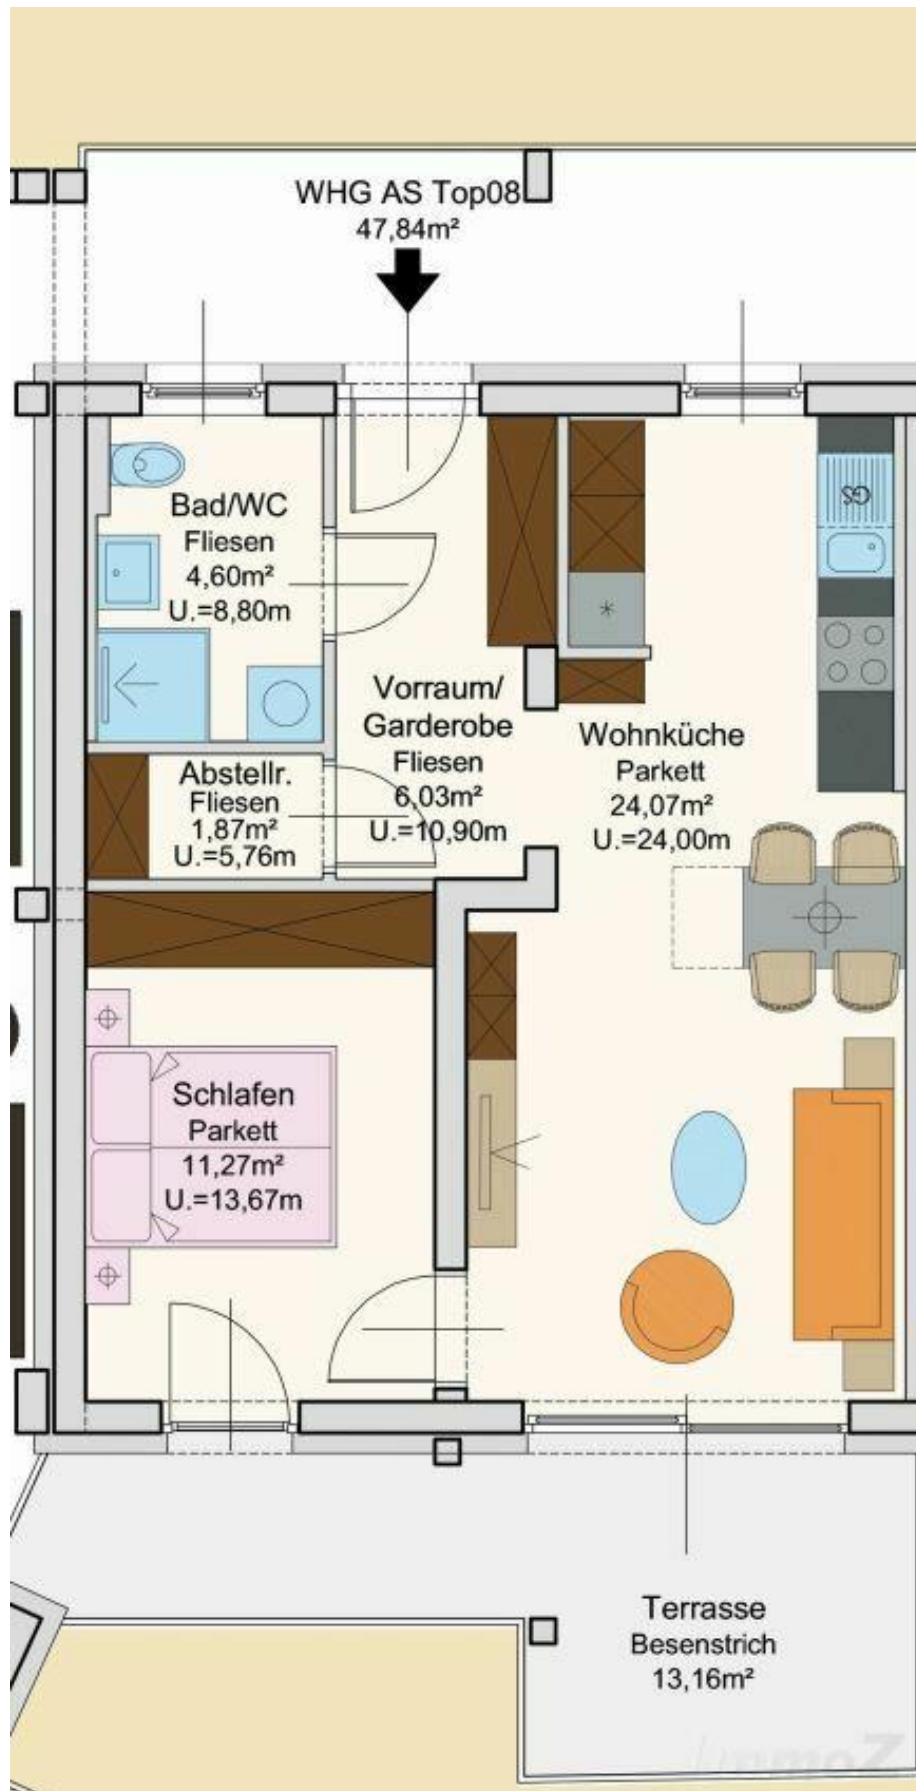 WHG AS Top08
47,84m²
Bad/WC
Fliesen
4,60m²
U.=8,80m
GS
*
Vorraum/
Garderobe
Fliesen
6,03m²
U.=10,90m
Wohnküche
Parkett
24,07m²
U.=24,00m
Abstellr.
Fliesen
1,87m²
U.=5,76m
Schlafen
Parkett
11,27m²
U.=13,67m
Terrasse
Besenstrich
13,16m²